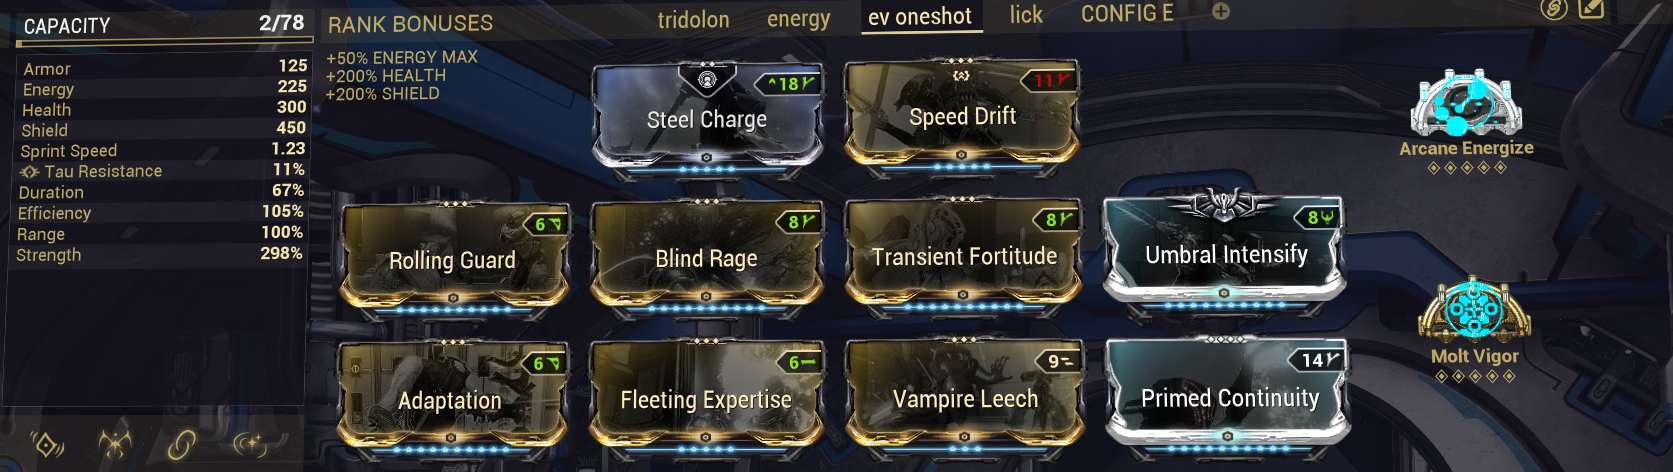 CAPACITY 2/78
RANK BONUSES
tridolon energy ev oneshot lick CONFIG E
+50% ENERGY MAX
+200% HEALTH
+200% SHIELD
Armor 125
Energy 225
Health 300
Shield 450
Sprint Speed 1.23
Tau Resistance 11%
Duration 67%
Efficiency 105%
Range 100%
Strength 298%
18
Steel Charge
11
Speed Drift
Arcane Energize
6
Rolling Guard
8
Blind Rage
8
Transient Fortitude
8
Umbral Intensify
Molt Vigor
6
Adaptation
6
Fleeting Expertise
9
Vampire Leech
14
Primed Continuity